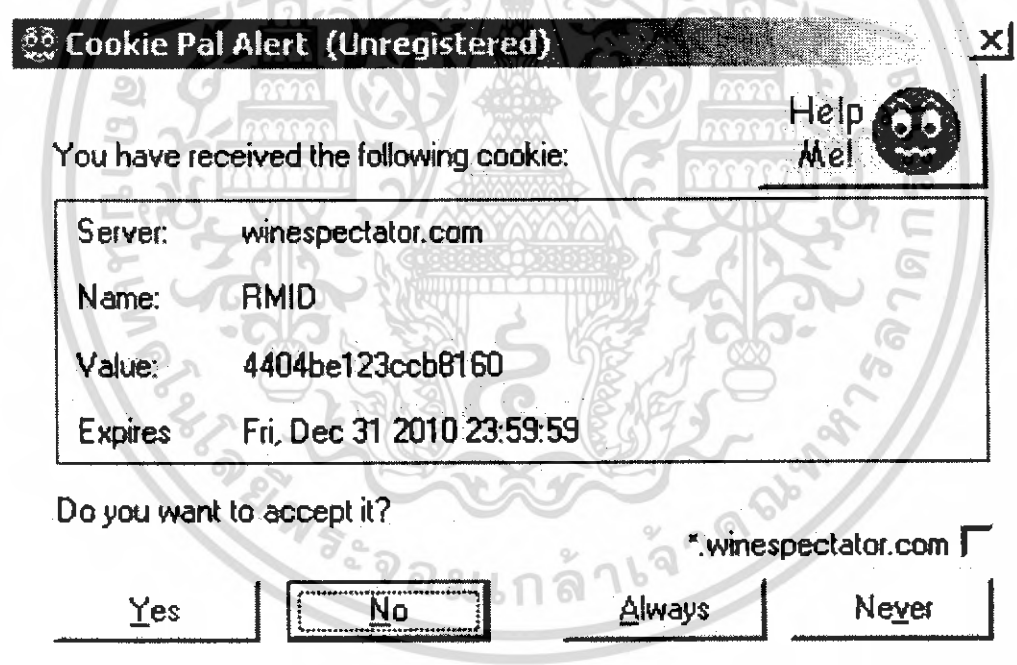 Cookie Pal Alert (Unregistered)
Help
Me!
You have received the following cookie:
Server: winespectator.com
Name: RMID
Value: 4404be123ccb8160
Expires Fri, Dec 31 2010 23:59:59
Do you want to accept it?
*.winespectator.com
Yes No Always Never